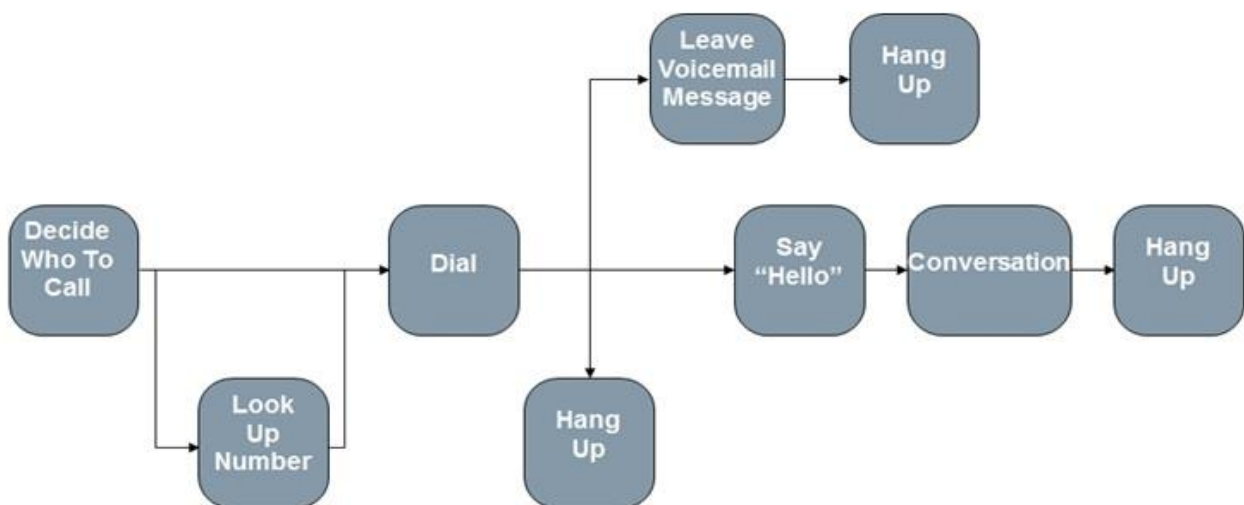 Leave
Voicemail
Message
Hang
Up
Decide
Who To
Call
Dial
Say
“Hello”
Conversation
Hang
Up
Look
Up
Number
Hang
Up